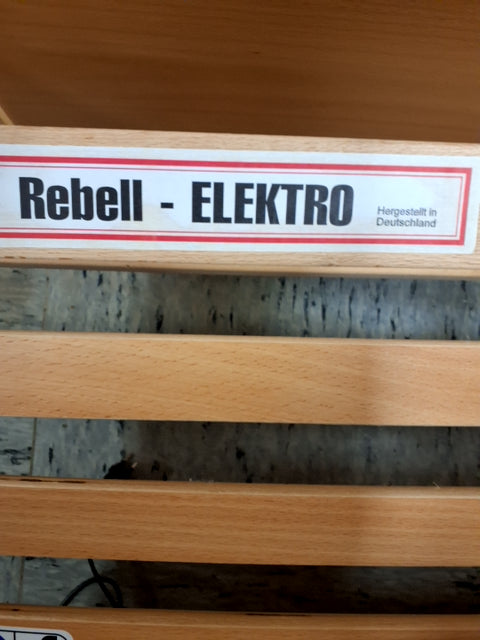 Rebell - ELEKTRO
Hergestellt in
Deutschland